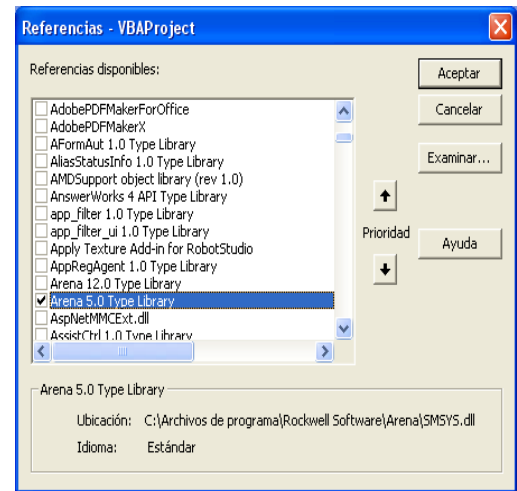 Referencias - VBAProject
Referencias disponibles:
AdobePDFMakerForOffice
AdobePDFMakerX
AFormAut 1.0 Type Library
AliasStatusInfo 1.0 Type Library
AMDSupport object library (rev 1.0)
AnswerWorks 4 API Type Library
app_filter 1.0 Type Library
app_filter_ui 1.0 Type Library
Apply Texture Add-in for RobotStudio
AppRegAgent 1.0 Type Library
Arena 12.0 Type Library
Arena 5.0 Type Library
AspNetMMCExt.dll
AssistCtrl 1.0 Type Library
Prioridad
Aceptar
Cancelar
Examinar...
Ayuda
Arena 5.0 Type Library
Ubicación: C:\Archivos de programa\Rockwell Software\Arena\SMSYS.dll
Idioma: Estándar